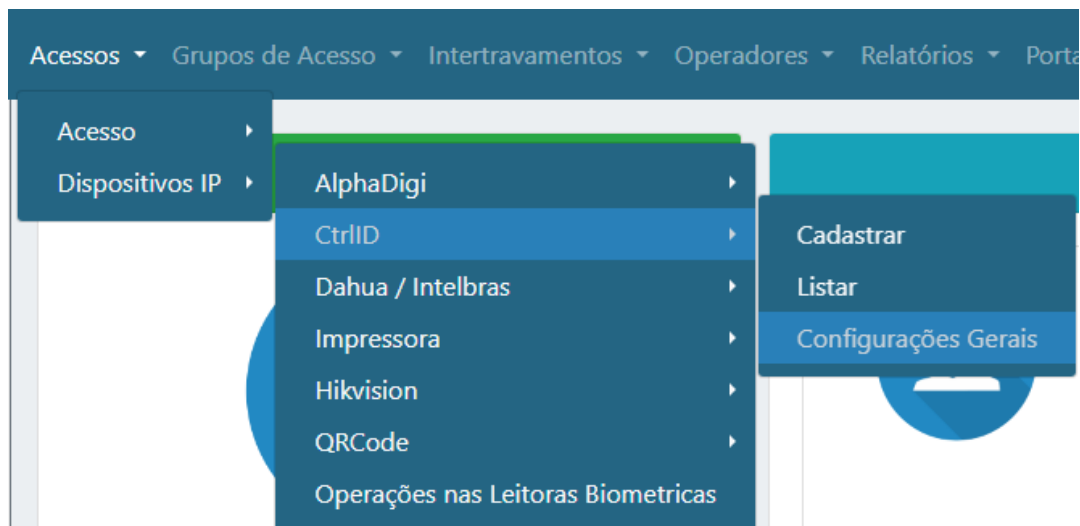 Acessos Grupos de Acesso Intertravamentos Operadores Relatórios
Acesso
Dispositivos IP
AlphaDigi
CtrlID
Dahua / Intelbras
Impressora
Hikvision
QRCode
Operações nas Leitoras Biometricas
Cadastrar
Listar
Configurações Gerais